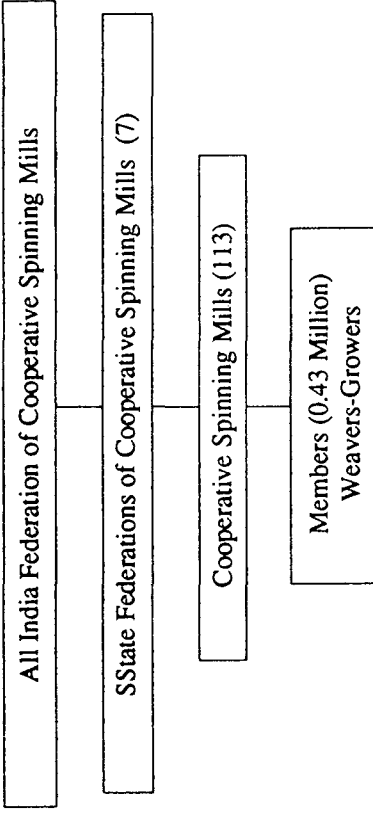 All India Federation of Cooperative Spinning Mills
SState Federations of Cooperative Spinning Mills (7)
Cooperative Spinning Mills (113)
Members (0.43 Million)
Weavers-Growers